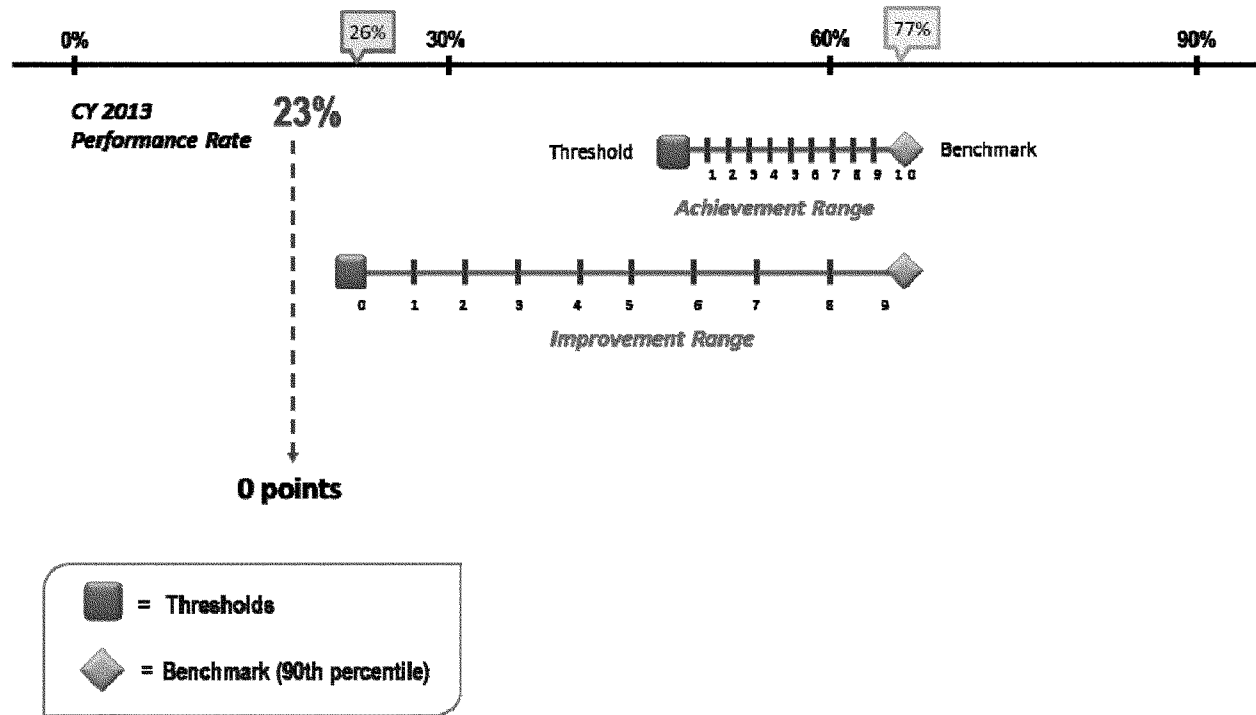 0% 26% 30% 60% 77% 90%
CY 2013 23%
Performance Rate
Threshold Benchmark
1 2 3 4 5 6 7 8 9 1 0
Achievement Range
0 1 2 3 4 5 6 7 8 9
Improvement Range
0 points
= Thresholds
= Benchmark (90th percentile)